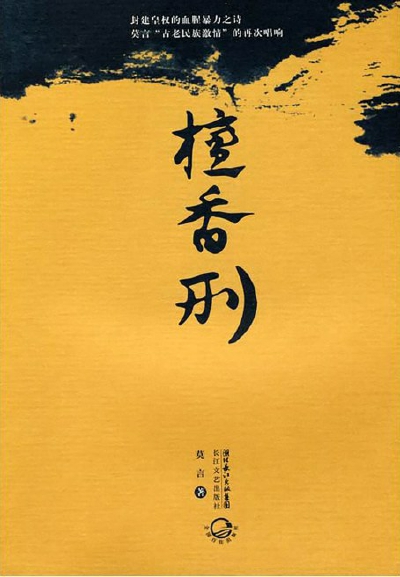 封建皇权的血腥暴力之诗
莫言“古老民族激情”的再次唱响
檀香刑
莫言 著
湖北长江出版集团
长江文艺出版社